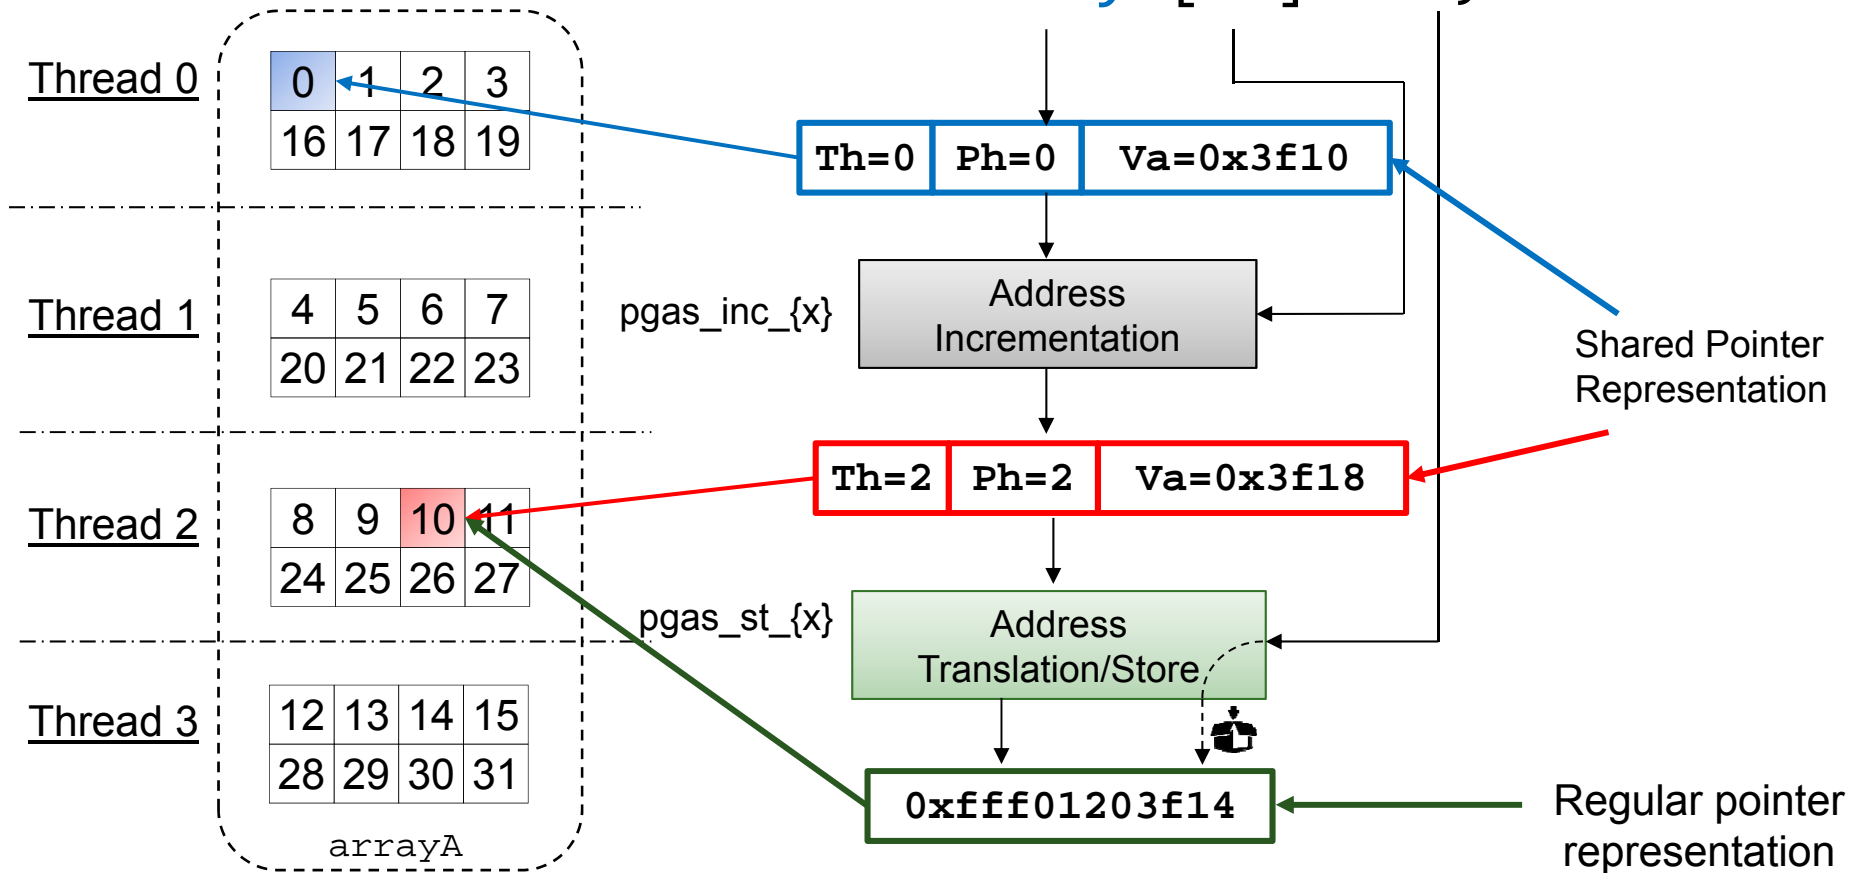 Thread 0
0 1 2 3
16 17 18 19
Thread 1
4 5 6 7
20 21 22 23
Thread 2
8 9 10 11
24 25 26 27
Thread 3
12 13 14 15
28 29 30 31
arrayA
Th=0 Ph=0 Va=0x3f10
pgas_inc_{x}
Address
Incrementation
Th=2 Ph=2 Va=0x3f18
pgas_st_{x}
Address
Translation/Store
0xfff01203f14
Shared Pointer
Representation
Regular pointer
representation